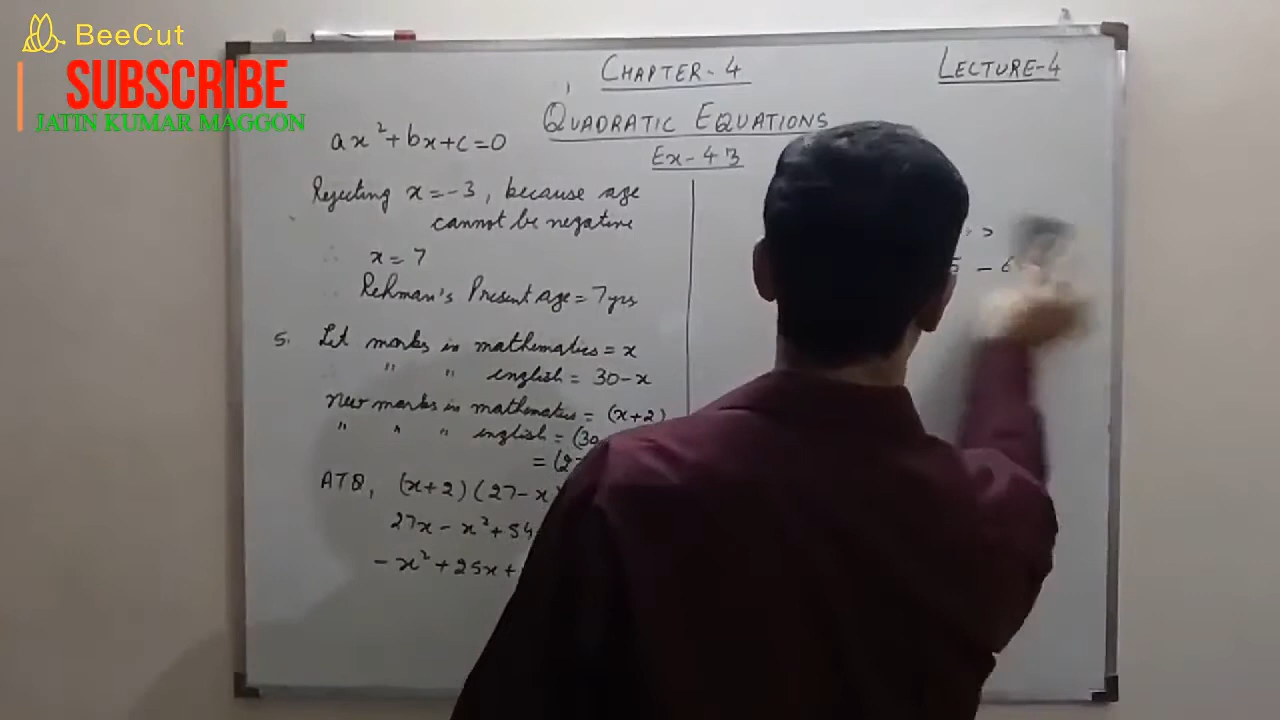 BeeCut
SUBSCRIBE
JATIN KUMAR MAGGON
CHAPTER-4
LECTURE-4
QUADRATIC EQUATIONS
Ex-4.3
ax²+bx+c=0
Rejecting x=-3, because age
cannot be negative
∴ x=7
Rehman's Present age=7yrs
5. Let marks in mathematics=x
" " english=30-x
New marks in mathematics=(x+2)
" " " english=(30
=(27
ATQ, (x+2)(27-x)
27x-x²+54
-x²+25x+
5 - 6